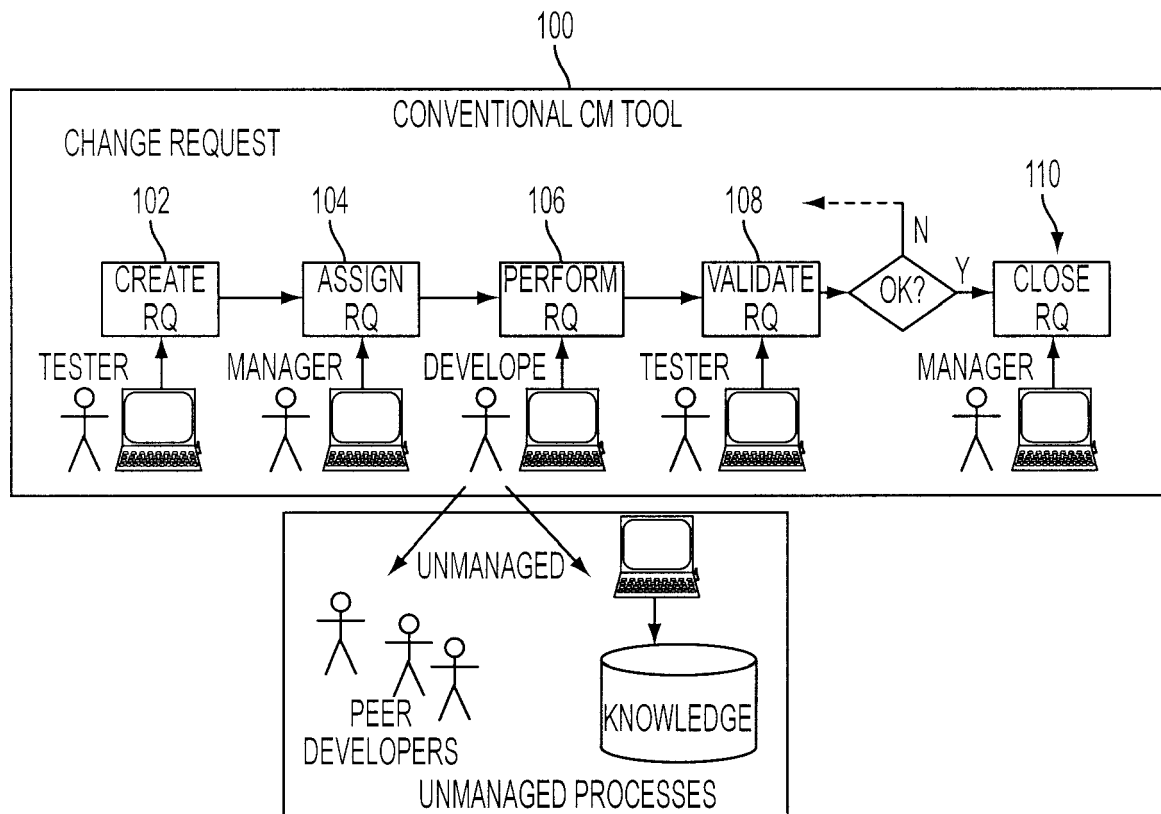 100
CONVENTIONAL CM TOOL
CHANGE REQUEST
102
104
106
108
110
CREATE
RQ
ASSIGN
RQ
PERFORM
RQ
VALIDATE
RQ
OK?
N
Y
CLOSE
RQ
TESTER
MANAGER
DEVELOPE
TESTER
MANAGER
UNMANAGED
PEER
DEVELOPERS
KNOWLEDGE
UNMANAGED PROCESSES